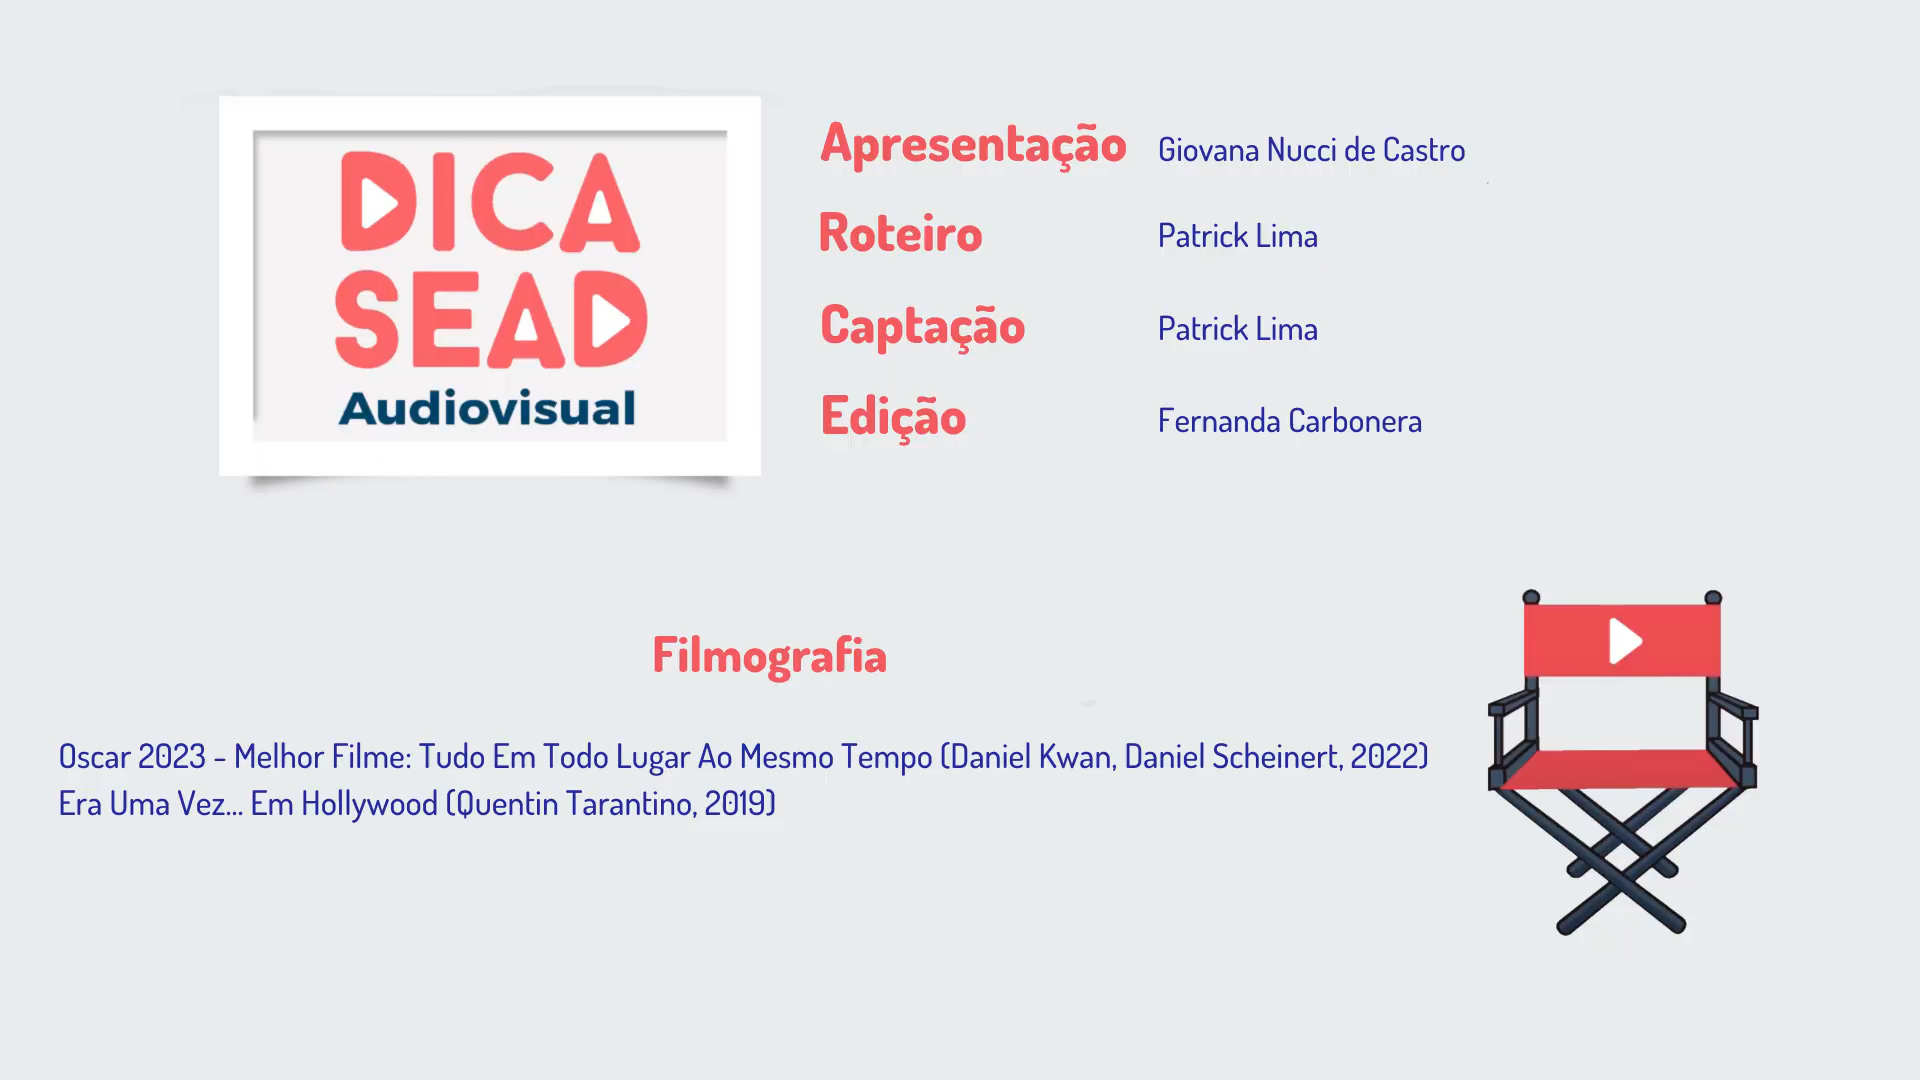 DICA
SEAD
Audiovisual
Apresentação Giovana Nucci de Castro
Roteiro Patrick Lima
Captação Patrick Lima
Edição Fernanda Carbonera
Filmografia
Oscar 2023 - Melhor Filme: Tudo Em Todo Lugar Ao Mesmo Tempo (Daniel Kwan, Daniel Scheinert, 2022)
Era Uma Vez... Em Hollywood (Quentin Tarantino, 2019)